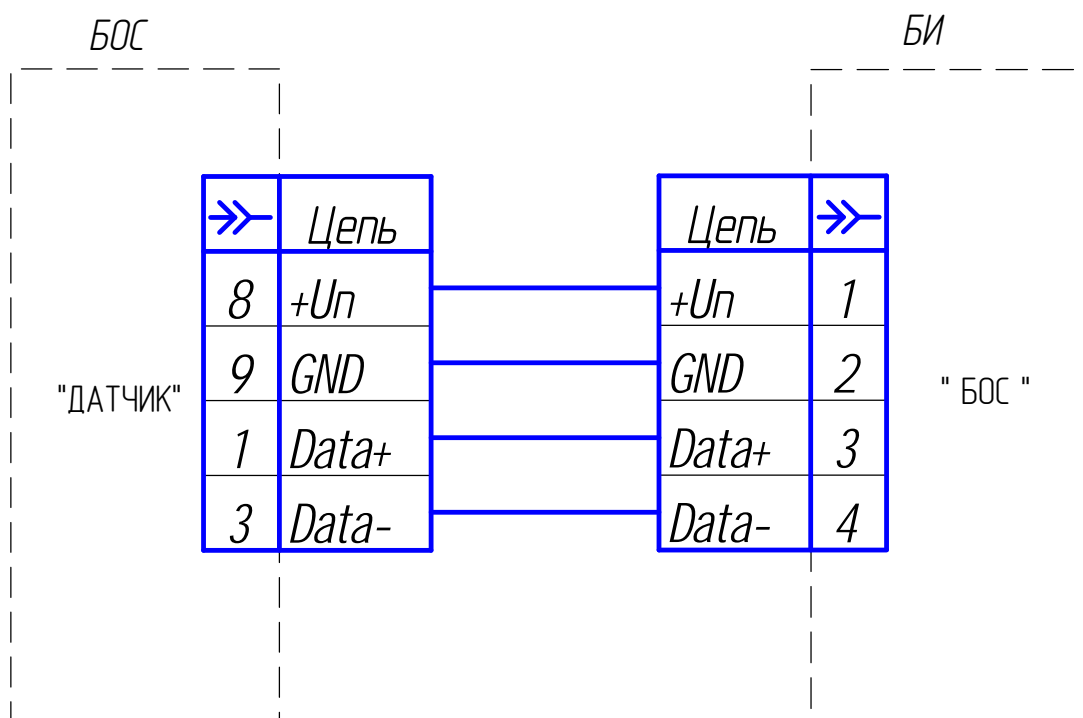 БОС БИ
Цепь Цепь
8 +Uп +Uп 1
9 GND GND 2
"ДАТЧИК" " БОС "
1 Data+ Data+ 3
3 Data- Data- 4